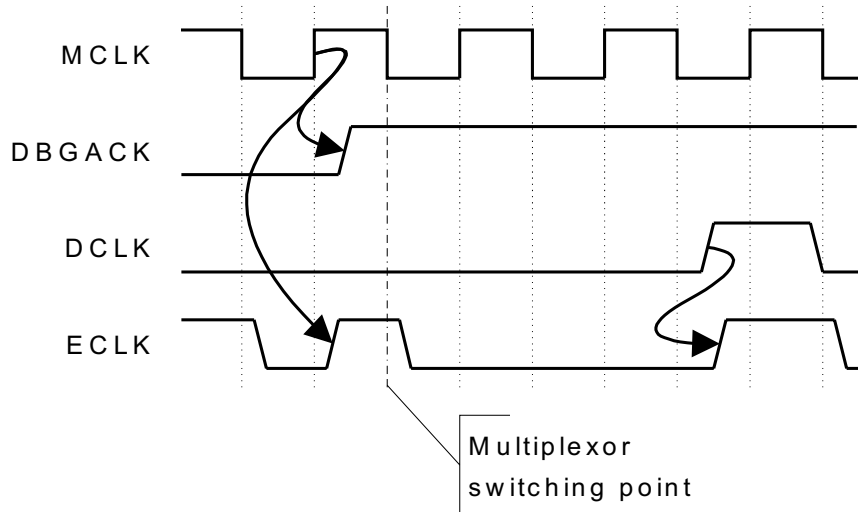 MCLK
DBGACK
DCLK
ECLK
Multiplexor
switching point